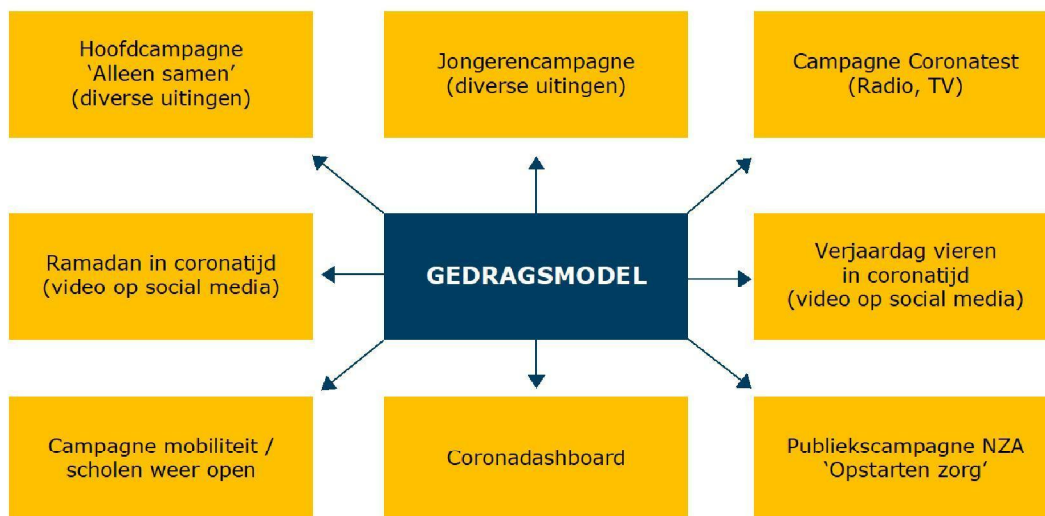 Hoofdcampagne
‘Alleen samen’
(diverse uitingen)
Jongerencampagne
(diverse uitingen)
Campagne Coronatest
(Radio, TV)
Ramadan in coronatijd
(video op social media)
GEDRAGSMODEL
Verjaardag vieren
in coronatijd
(video op social media)
Campagne mobiliteit /
scholen weer open
Coronadashboard
Publiekscampagne NZA
‘Opstarten zorg’